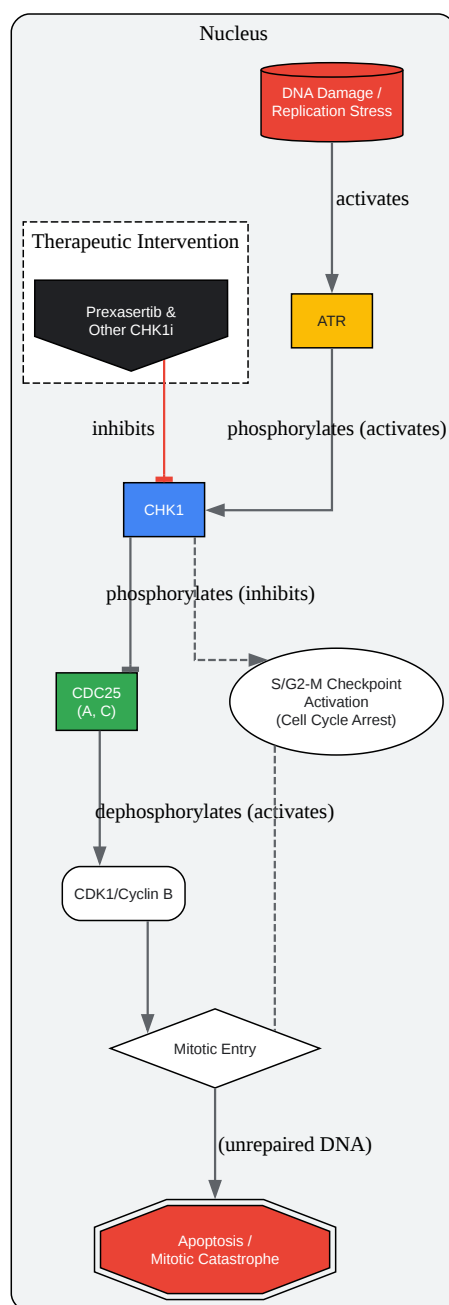 Nucleus
DNA Damage /
Replication Stress
activates
Therapeutic Intervention
Prexasertib &
Other CHK1i
ATR
inhibits
phosphorylates (activates)
CHK1
phosphorylates (inhibits)
CDC25
(A, C)
S/G2-M Checkpoint
Activation
(Cell Cycle Arrest)
dephosphorylates (activates)
CDK1/Cyclin B
Mitotic Entry
(unrepaired DNA)
Apoptosis /
Mitotic Catastrophe